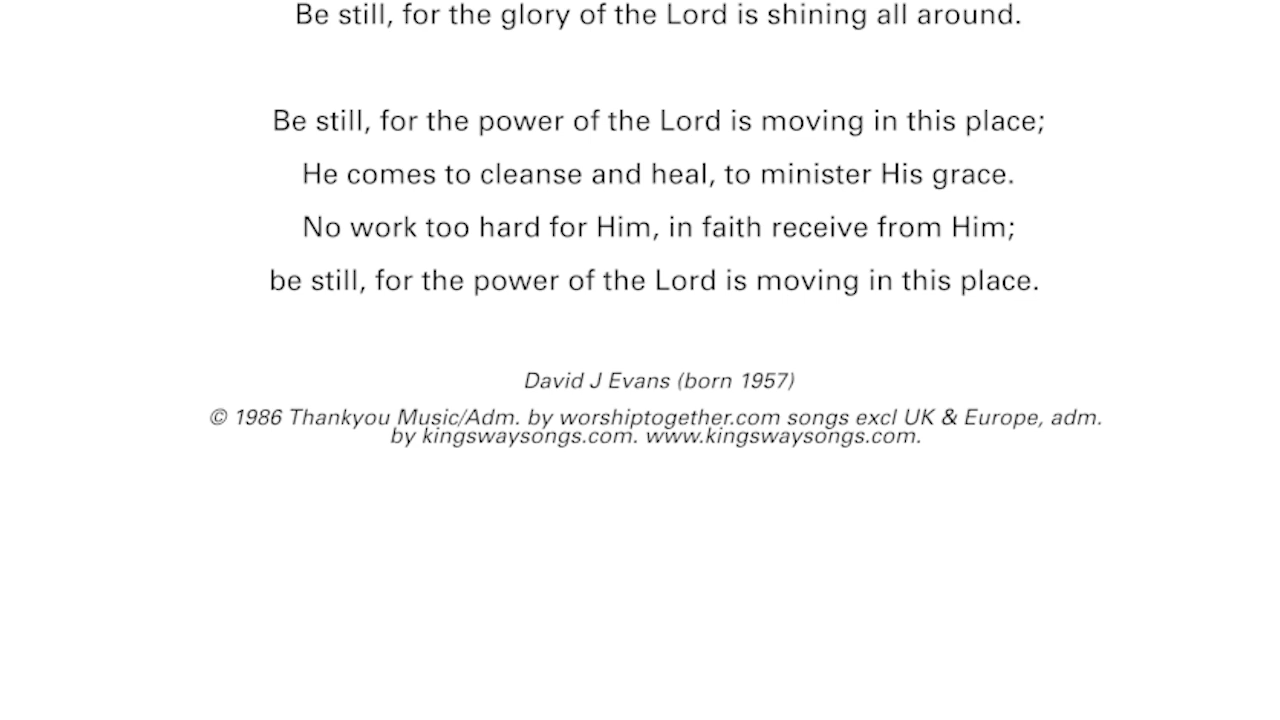 Be still, for the glory of the Lord is shining all around.
Be still, for the power of the Lord is moving in this place;
He comes to cleanse and heal, to minister His grace.
No work too hard for Him, in faith receive from Him;
be still, for the power of the Lord is moving in this place.
David J Evans (born 1957)
© 1986 Thankyou Music/Adm. by worshiptogether.com songs excl UK & Europe, adm.
by kingswaysongs.com. www.kingswaysongs.com.